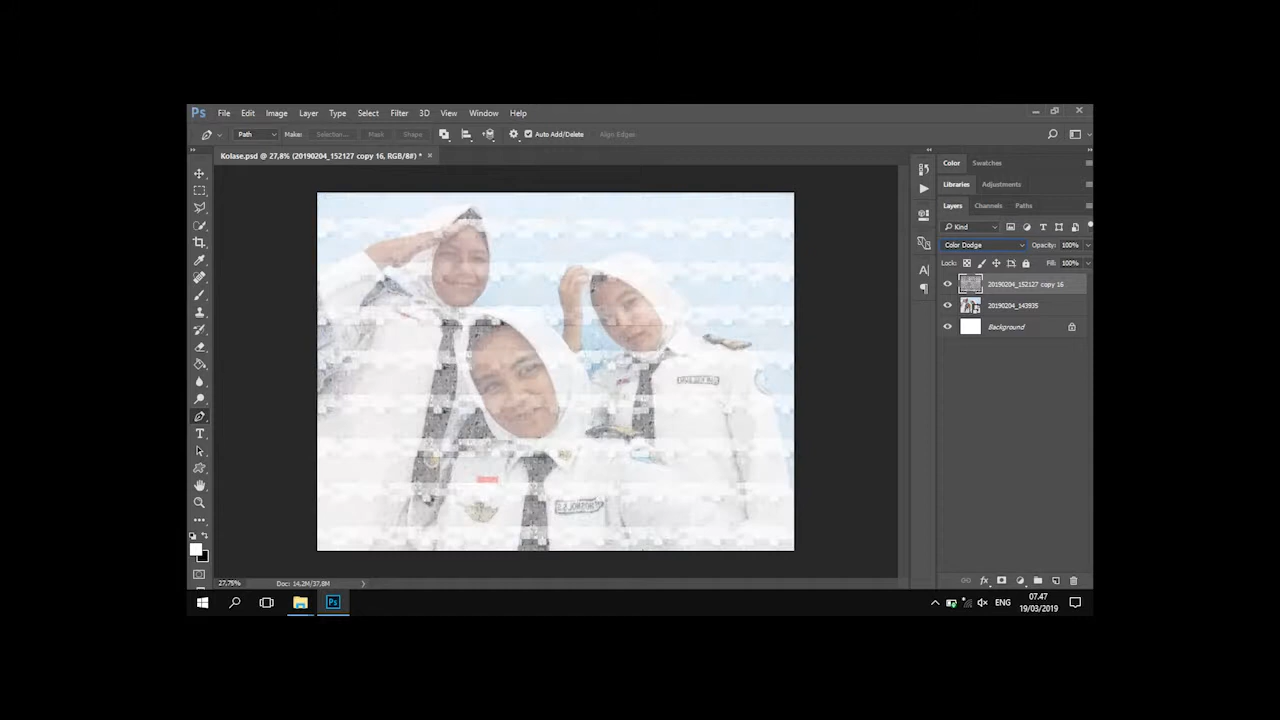 Ps File Edit Image Layer Type Select Filter 3D View Window Help
Path Make: Selection... Mask Shape Auto Add/Delete Align Edges
Kolase.psd @ 27,8% (20190204_152127 copy 16, RGB/8#) *
Color Swatches
Libraries Adjustments
Layers Channels Paths
Kind
Color Dodge Opacity: 100%
Lock: Fill: 100%
20190204_152127 copy 16
20190204_143935
Background
27,75% Doc: 14,2M/37,8M
Ps ENG 07.47
19/03/2019